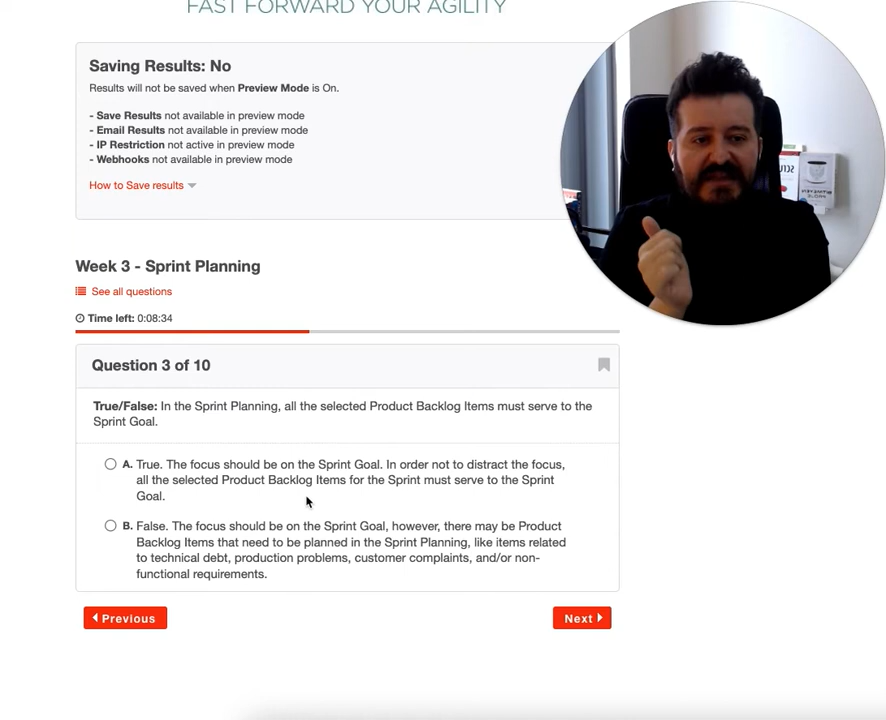 FAST FORWARD YOUR AGILITY
Saving Results: No
Results will not be saved when Preview Mode is On.
- Save Results not available in preview mode
- Email Results not available in preview mode
- IP Restriction not active in preview mode
- Webhooks not available in preview mode
How to Save results
Week 3 - Sprint Planning
See all questions
Time left: 0:08:34
Question 3 of 10
True/False: In the Sprint Planning, all the selected Product Backlog Items must serve to the
Sprint Goal.
A. True. The focus should be on the Sprint Goal. In order not to distract the focus,
all the selected Product Backlog Items for the Sprint must serve to the Sprint
Goal.
B. False. The focus should be on the Sprint Goal, however, there may be Product
Backlog Items that need to be planned in the Sprint Planning, like items related
to technical debt, production problems, customer complaints, and/or non-
functional requirements.
Previous
Next